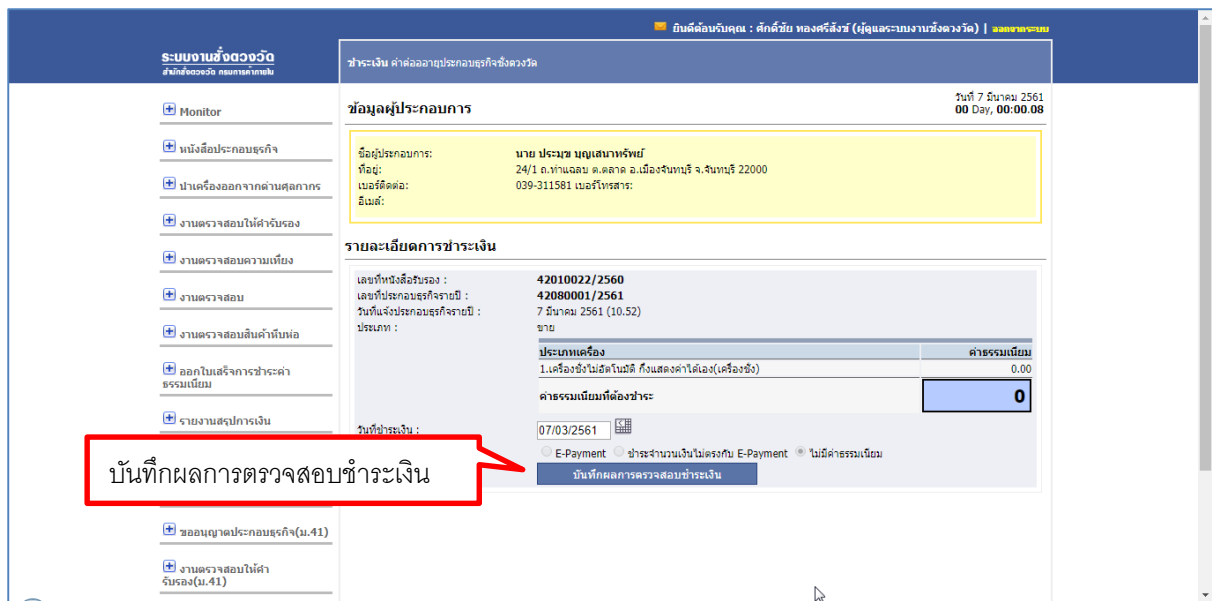 ยินดีต้อนรับคุณ : ศักดิ์ชัย ทองศรีสังข์ (ผู้ดูแลระบบงานชั่งตวงวัด) | ออกจากระบบ
ระบบงานชั่งตวงวัด
สำนักชั่งตวงวัด กรมการค้าภายใน
ชำระเงิน ค่าต่ออายุประกอบธุรกิจชั่งตวงวัด
Monitor
หนังสือประกอบธุรกิจ
นำเครื่องออกจากด่านศุลกากร
งานตรวจสอบให้คำรับรอง
งานตรวจสอบความเที่ยง
งานตรวจสอบ
งานตรวจสอบสินค้าหีบห่อ
ออกใบเสร็จการชำระค่า
ธรรมเนียม
รายงานสรุปการเงิน
ขออนุญาตประกอบธุรกิจ(ม.41)
งานตรวจสอบให้คำ
รับรอง(ม.41)
ข้อมูลผู้ประกอบการ
วันที่ 7 มีนาคม 2561
00 Day, 00:00.08
ชื่อผู้ประกอบการ: นาย ประมุข บุญเสนาทรัพย์
ที่อยู่: 24/1 ถ.ท่าแฉลบ ต.ตลาด อ.เมืองจันทบุรี จ.จันทบุรี 22000
เบอร์ติดต่อ: 039-311581 เบอร์โทรสาร:
อีเมล์:
รายละเอียดการชำระเงิน
เลขที่หนังสือรับรอง : 42010022/2560
เลขที่ประกอบธุรกิจรายปี : 42080001/2561
วันที่แจ้งประกอบธุรกิจรายปี : 7 มีนาคม 2561 (10.52)
ประเภท : ขาย
ประเภทเครื่อง ค่าธรรมเนียม
1.เครื่องชั่งไม่อัตโนมัติ กึ่งแสดงค่าได้เอง(เครื่องชั่ง) 0.00
ค่าธรรมเนียมที่ต้องชำระ 0
วันที่ชำระเงิน : 07/03/2561
E-Payment ชำระจำนวนเงินไม่ตรงกับ E-Payment ไม่มีค่าธรรมเนียม
บันทึกผลการตรวจสอบชำระเงิน
บันทึกผลการตรวจสอบชำระเงิน